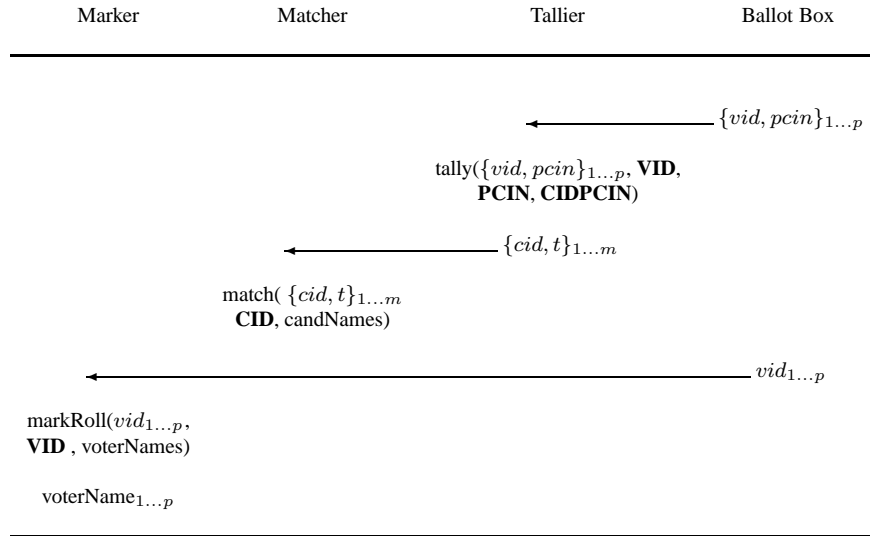 Marker Matcher Tallier Ballot Box
{vid, pcin}₁...ₚ
tally({vid, pcin}₁...ₚ, VID,
PCIN, CIDPCIN)
{cid, t}₁...ₘ
match( {cid, t}₁...ₘ
CID, candNames)
vid₁...ₚ
markRoll(vid₁...ₚ,
VID , voterNames)
voterName₁...ₚ